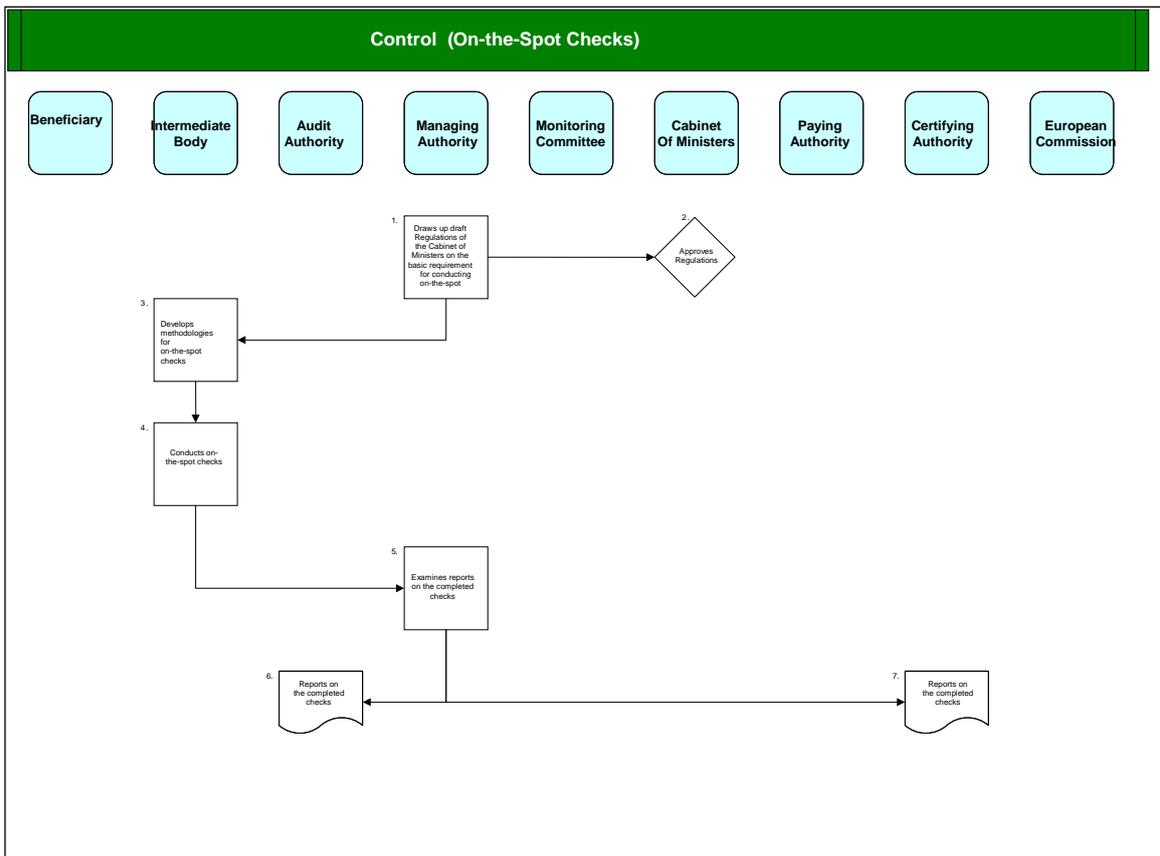 Control (On-the-Spot Checks)
Beneficiary
Intermediate
Body
Audit
Authority
Managing
Authority
Monitoring
Committee
Cabinet
Of Ministers
Paying
Authority
Certifying
Authority
European
Commission
1.
Draws up draft
Regulations of
the Cabinet of
Ministers on the
basic requirement
for conducting
on-the-spot
2.
Approves
Regulations
3.
Develops
methodologies
for
on-the-spot
checks
4.
Conducts on-
the-spot checks
5.
Examines reports
on the completed
checks
6.
Reports on
the completed
checks
7.
Reports on
the completed
checks